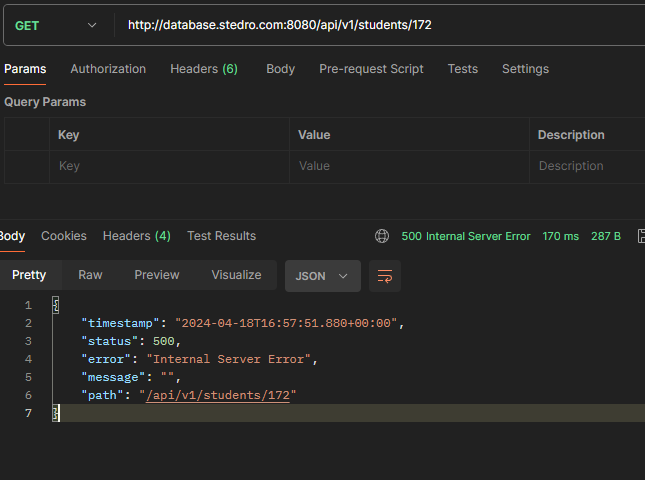 GET http://database.stedro.com:8080/api/v1/students/172
Params Authorization Headers (6) Body Pre-request Script Tests Settings
Query Params
Key Value Description
Key Value Description
Body Cookies Headers (4) Test Results 500 Internal Server Error 170 ms 287 B
Pretty Raw Preview Visualize JSON
1 {
2 "timestamp": "2024-04-18T16:57:51.880+00:00",
3 "status": 500,
4 "error": "Internal Server Error",
5 "message": "",
6 "path": "/api/v1/students/172"
7 }